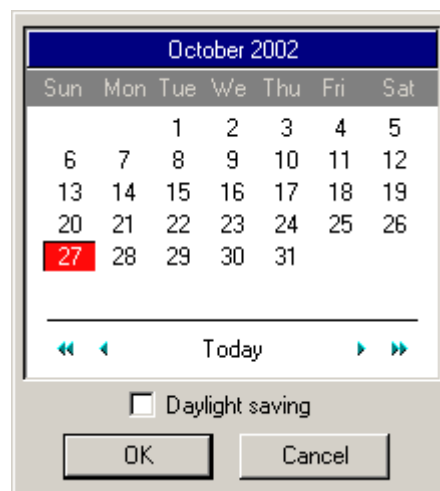 October 2002
Sun Mon Tue We Thu Fri Sat
1 2 3 4 5
6 7 8 9 10 11 12
13 14 15 16 17 18 19
20 21 22 23 24 25 26
27 28 29 30 31
Today
Daylight saving
OK Cancel